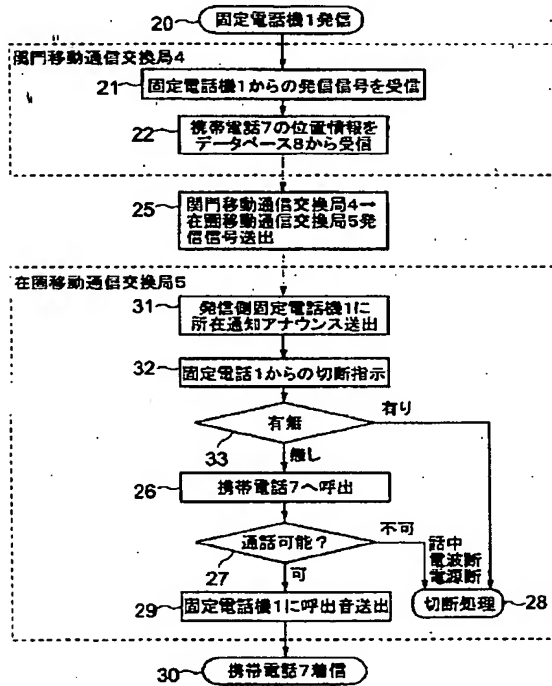 20
固定電話機1発信
関門移動通信交換局4
21
固定電話機1からの発信信号を受信
22
携帯電話7の位置情報を
データベース8から受信
25
関門移動通信交換局4→
在圏移動通信交換局5発
信信号送出
在圏移動通信交換局5
31
発信側固定電話機1に
所在通知アナウンス送出
32
固定電話1からの切断指示
有無
有り
33
無し
26
携帯電話7へ呼出
通話可能？
不可
27
可
話中
電波断
電源断
29
固定電話機1に呼出音送出
切断処理
28
30
携帯電話7着信